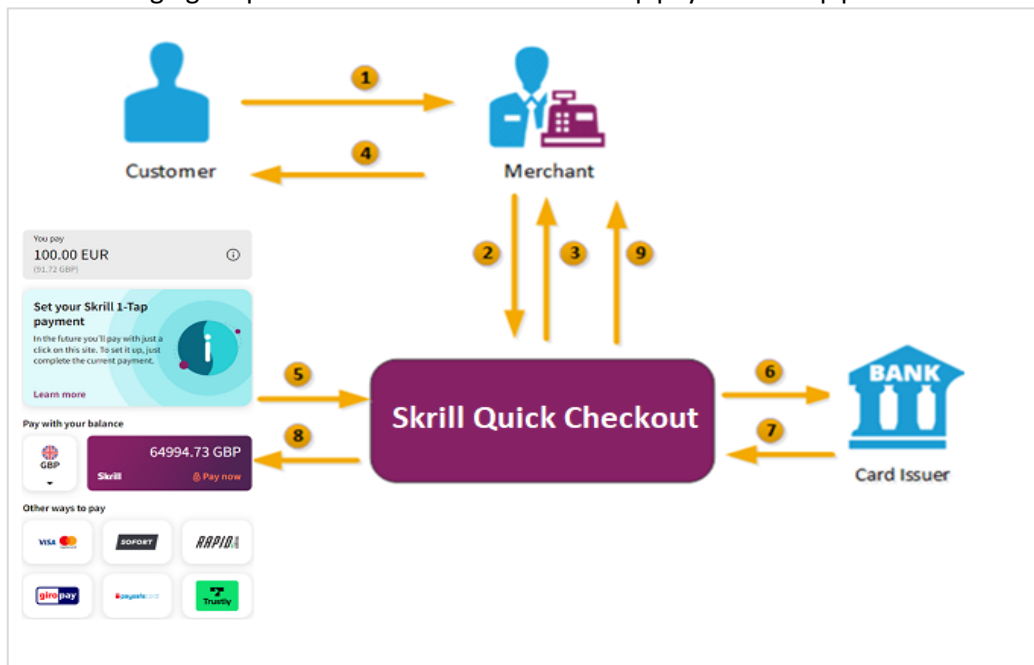 1
Customer
4
Merchant
2
3
9
You pay
100.00 EUR
(91.72 GBP)
Set your Skrill 1-Tap
payment
In the future you'll pay with just a
click on this site. To set it up, just
complete the current payment.
Learn more
5
Skrill Quick Checkout
6
BANK
7
Card Issuer
8
Pay with your balance
GBP
64994.73 GBP
Skrill
Pay now
Other ways to pay
VISA
SOFORT
RAPID
giropay
paysafecard
Trustly